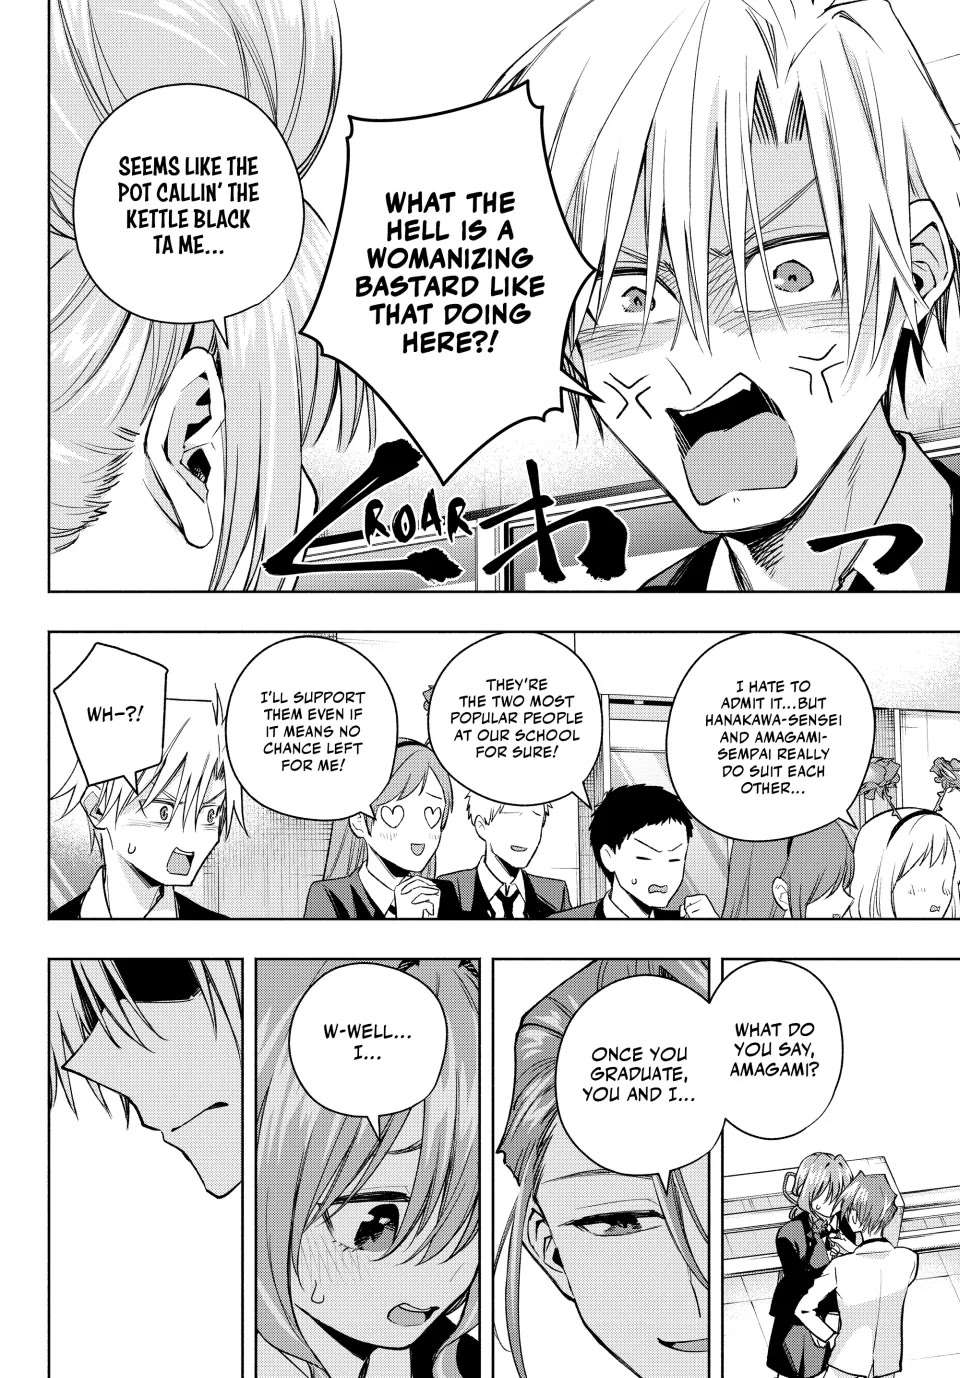 WHAT THE
HELL IS A
WOMANIZING
BASTARD LIKE
THAT DOING
HERE?!
SEEMS LIKE THE
POT CALLIN' THE
KETTLE BLACK
TA ME...
くわっ
ROAR
I HATE TO
ADMIT IT...BUT
HANAKAWA-SENSEI
AND AMAGAMI-
SEMPAI REALLY
DO SUIT EACH
OTHER...
THEY'RE
THE TWO MOST
POPULAR PEOPLE
AT OUR SCHOOL
FOR SURE!
I'LL SUPPORT
THEM EVEN IF
IT MEANS NO
CHANCE LEFT
FOR ME!
WH-?!
WHAT DO
YOU SAY,
AMAGAMI?
ONCE YOU
GRADUATE,
YOU AND I...
W-WELL...
I...